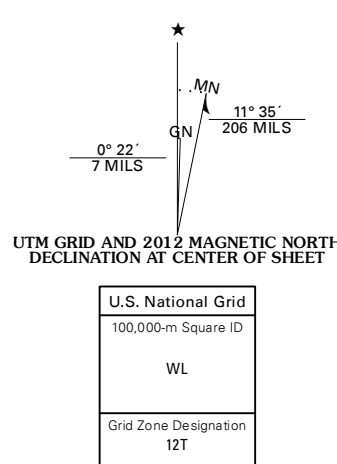 MN
11° 35´
206 MILS
GN
0° 22´
7 MILS
UTM GRID AND 2012 MAGNETIC NORTH
DECLINATION AT CENTER OF SHEET
U.S. National Grid
100,000-m Square ID
WL
Grid Zone Designation
12T